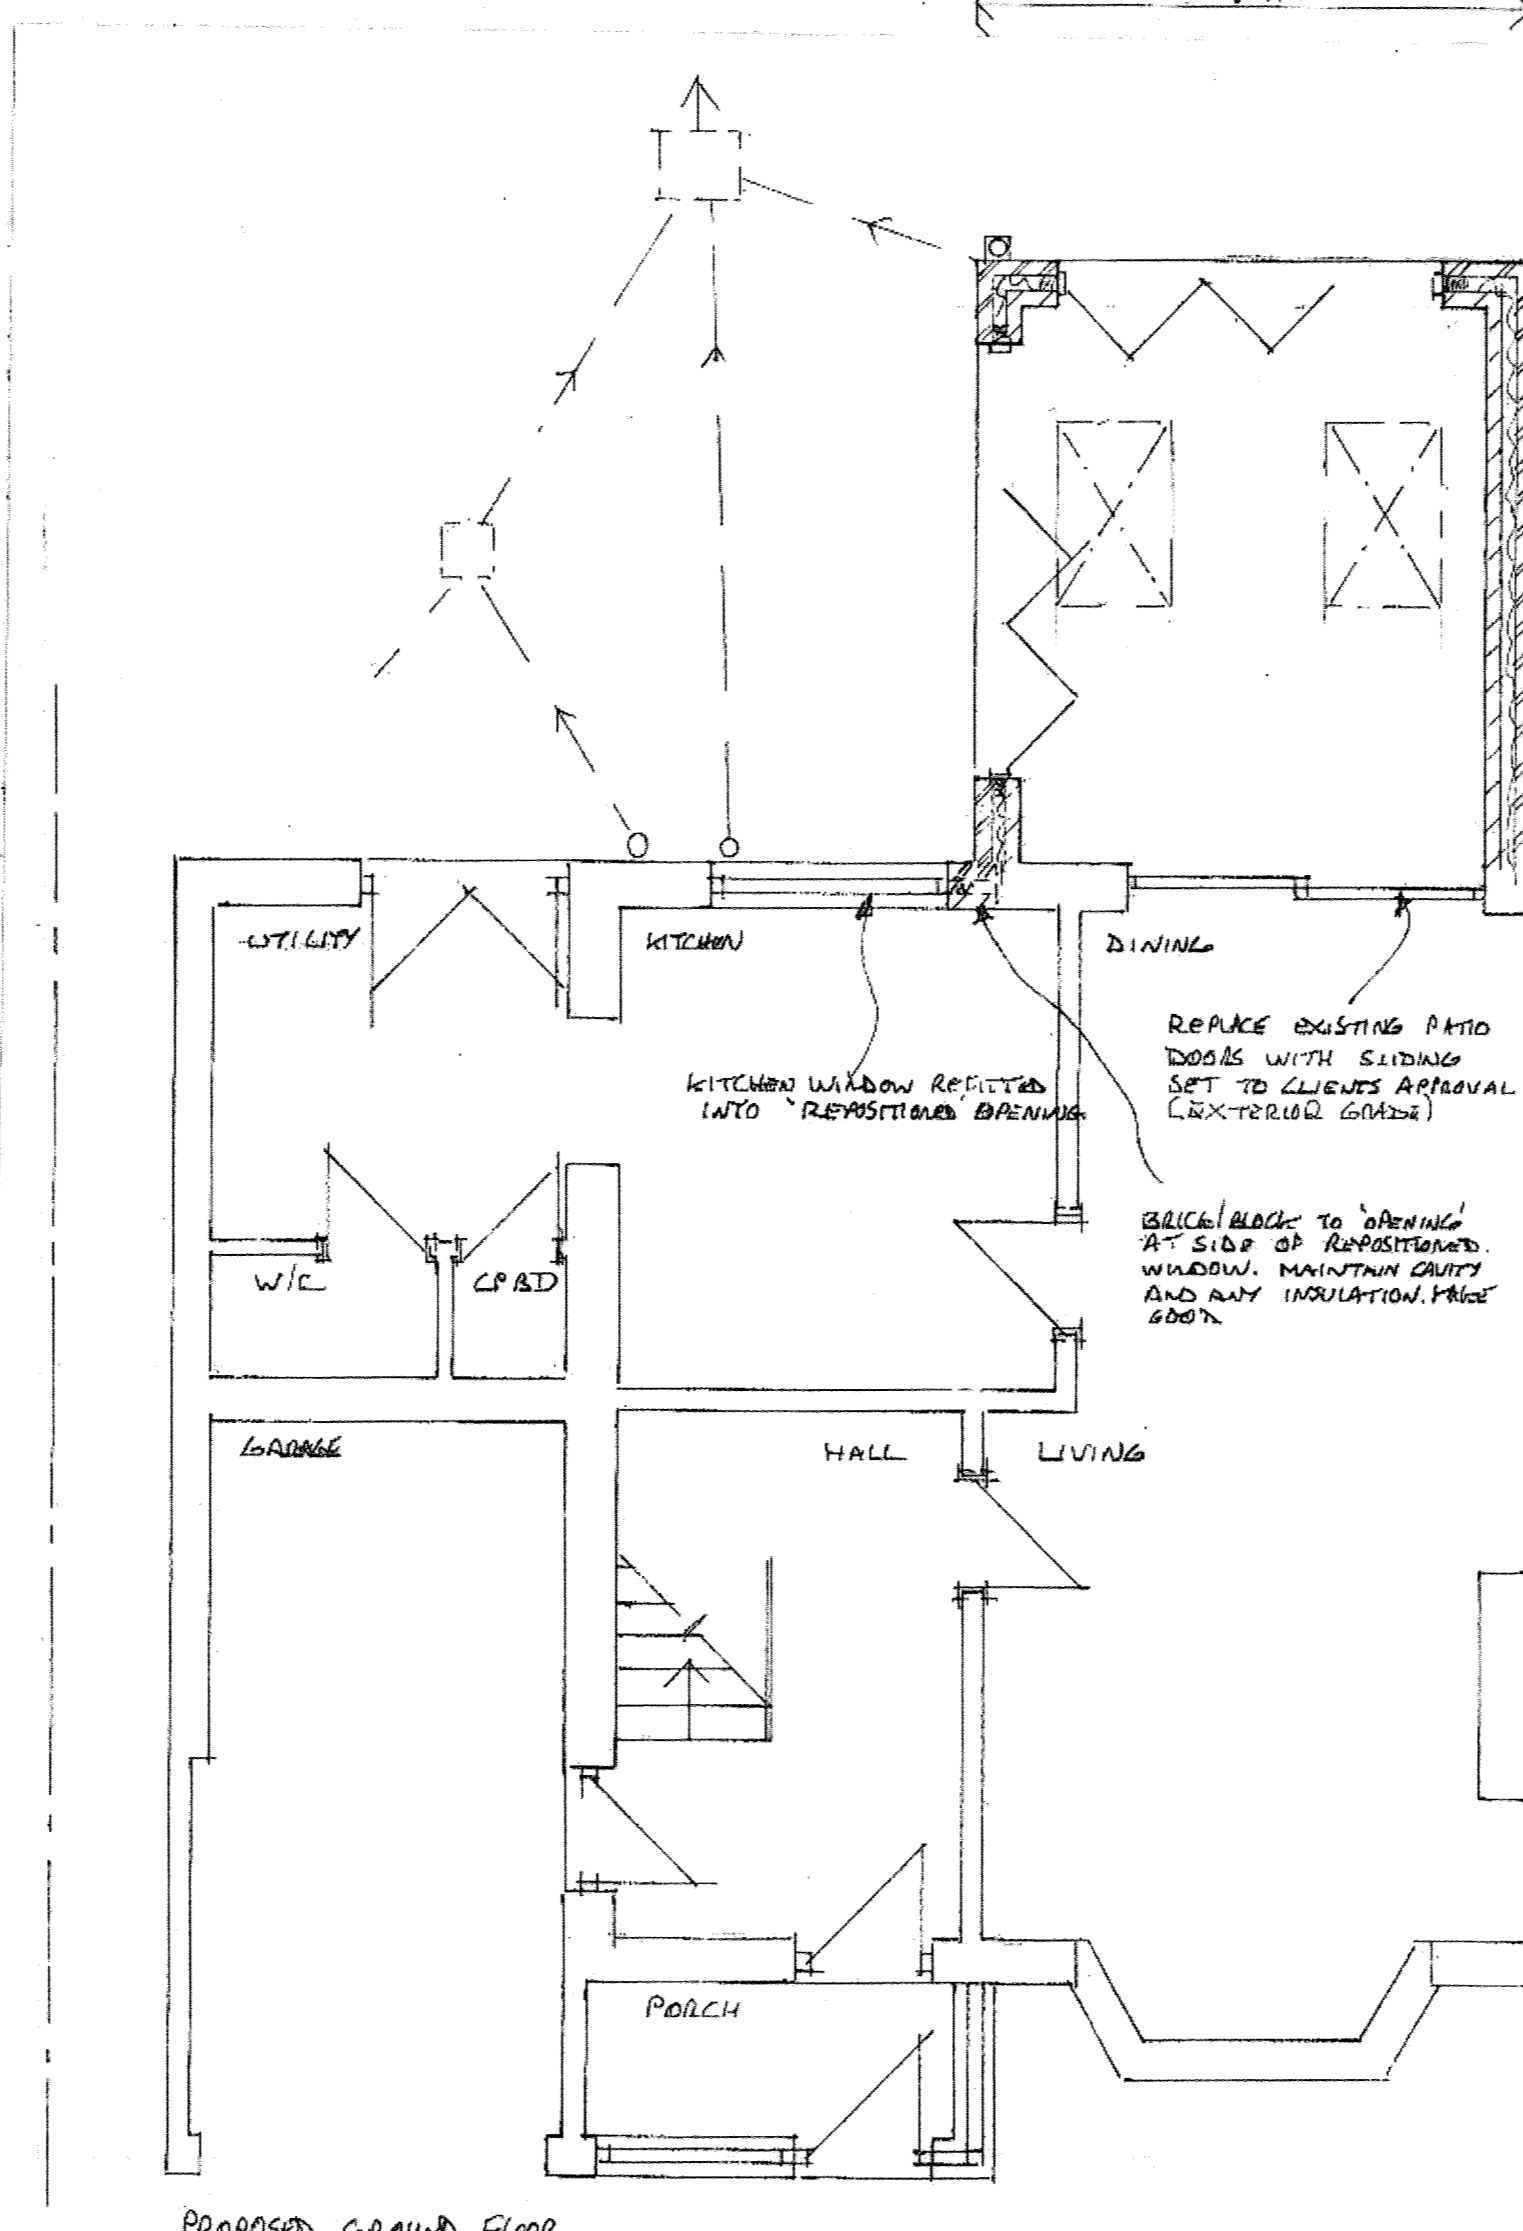 UTILITY
KITCHEN
DINING
REPLACE EXISTING PATIO
DOORS WITH SLIDING
SET TO CLIENTS APPROVAL
(EXTERIOR GRADE)
KITCHEN WINDOW REFITTED
INTO 'REPOSITIONED' OPENING
BRICK/BLOCK TO 'OPENING'
AT SIDE OF REPOSITIONED.
WINDOW. MAINTAIN CAVITY
AND ANY INSULATION. MAKE
GOOD
W/C
CPBD
GARAGE
HALL
LIVING
PORCH
PROPOSED GROUND FLOOR